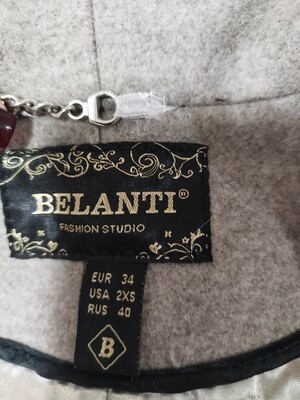 BELANTI®
FASHION STUDIO
EUR 34
USA 2XS
RUS 40
B